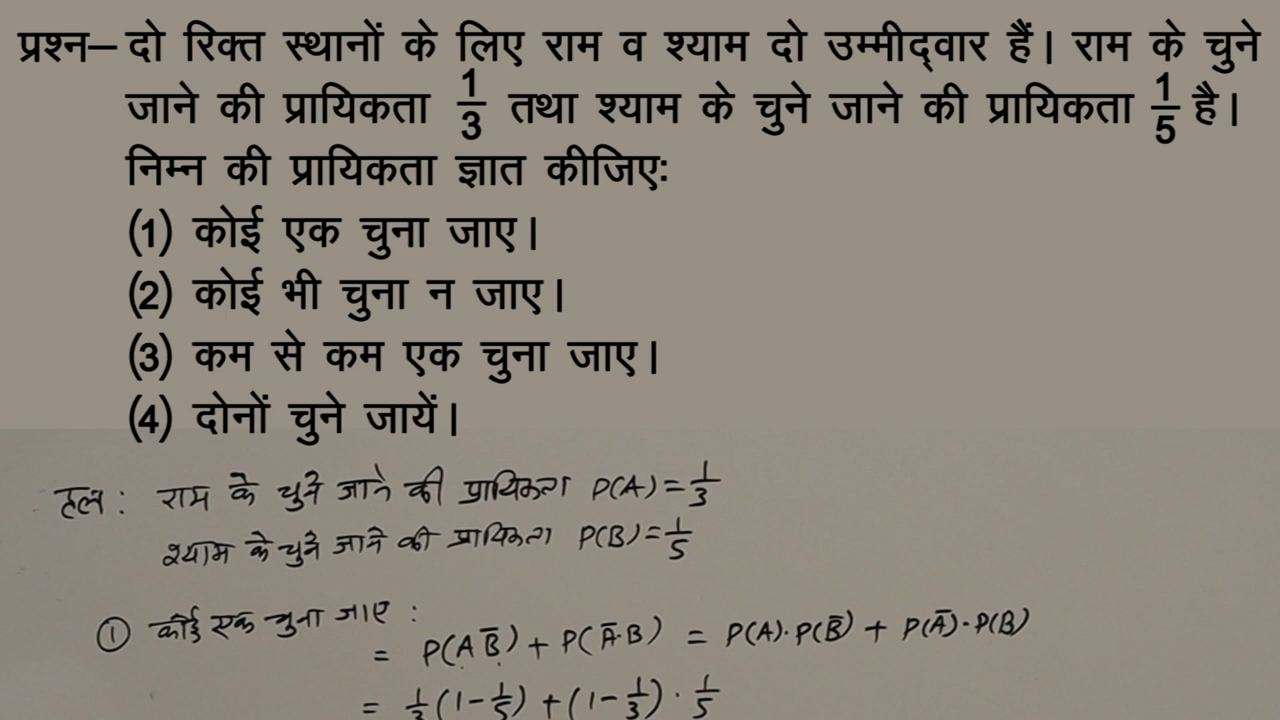 प्रश्न– दो रिक्त स्थानों के लिए राम व श्याम दो उम्मीद्वार हैं। राम के चुने
जाने की प्रायिकता 1/3 तथा श्याम के चुने जाने की प्रायिकता 1/5 है।
निम्न की प्रायिकता ज्ञात कीजिएः
(1) कोई एक चुना जाए।
(2) कोई भी चुना न जाए।
(3) कम से कम एक चुना जाए।
(4) दोनों चुने जायें।
हल : राम के चुने जाने की प्रायिकता P(A)=1/3
श्याम के चुने जाने की प्रायिकता P(B)=1/5
① कोई एक चुना जाए :
= P(AB̅) + P(A̅·B) = P(A)·P(B̅) + P(A̅)·P(B)
= 1/3(1-1/5) + (1-1/3)·1/5